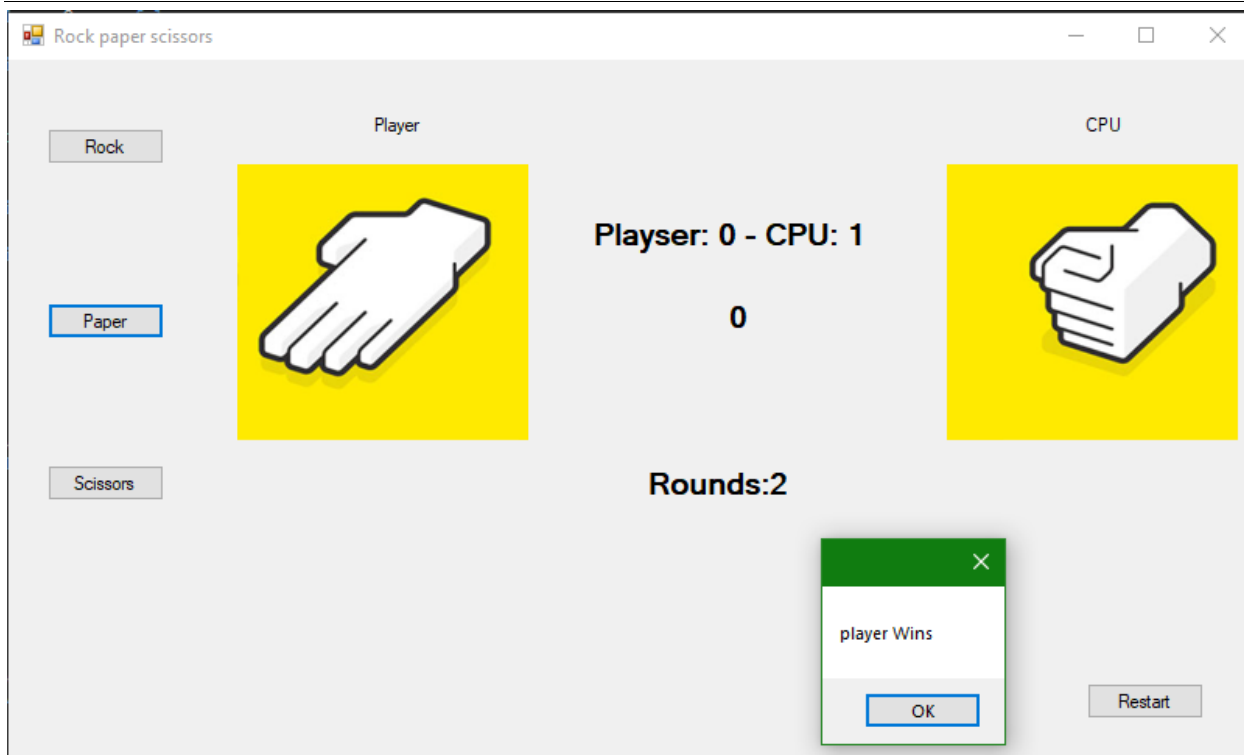 Rock paper scissors
Player
CPU
Rock
Playser: 0 - CPU: 1
Paper
0
Scissors
Rounds:2
player Wins
OK
Restart